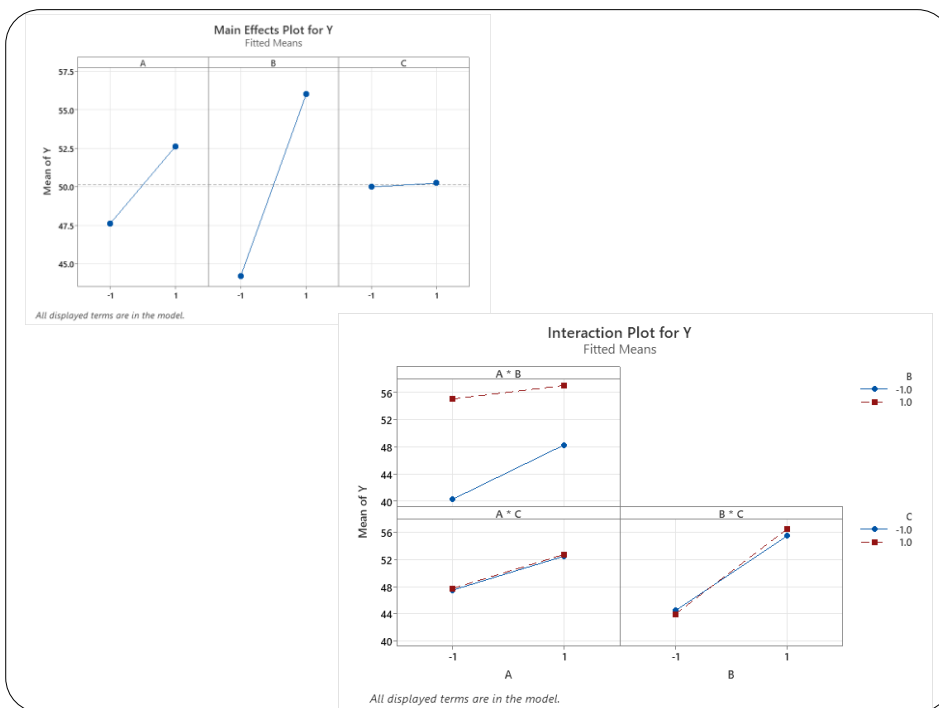 Main Effects Plot for Y
Fitted Means
A B C
57.5
55.0
52.5
50.0
47.5
45.0
Mean of Y
-1 1 -1 1 -1 1
All displayed terms are in the model.
Interaction Plot for Y
Fitted Means
A * B
56
52
48
44
40
B
-1.0
1.0
Mean of Y
A * C B * C
56
52
48
44
40
C
-1.0
1.0
-1 1 -1 1
A B
All displayed terms are in the model.